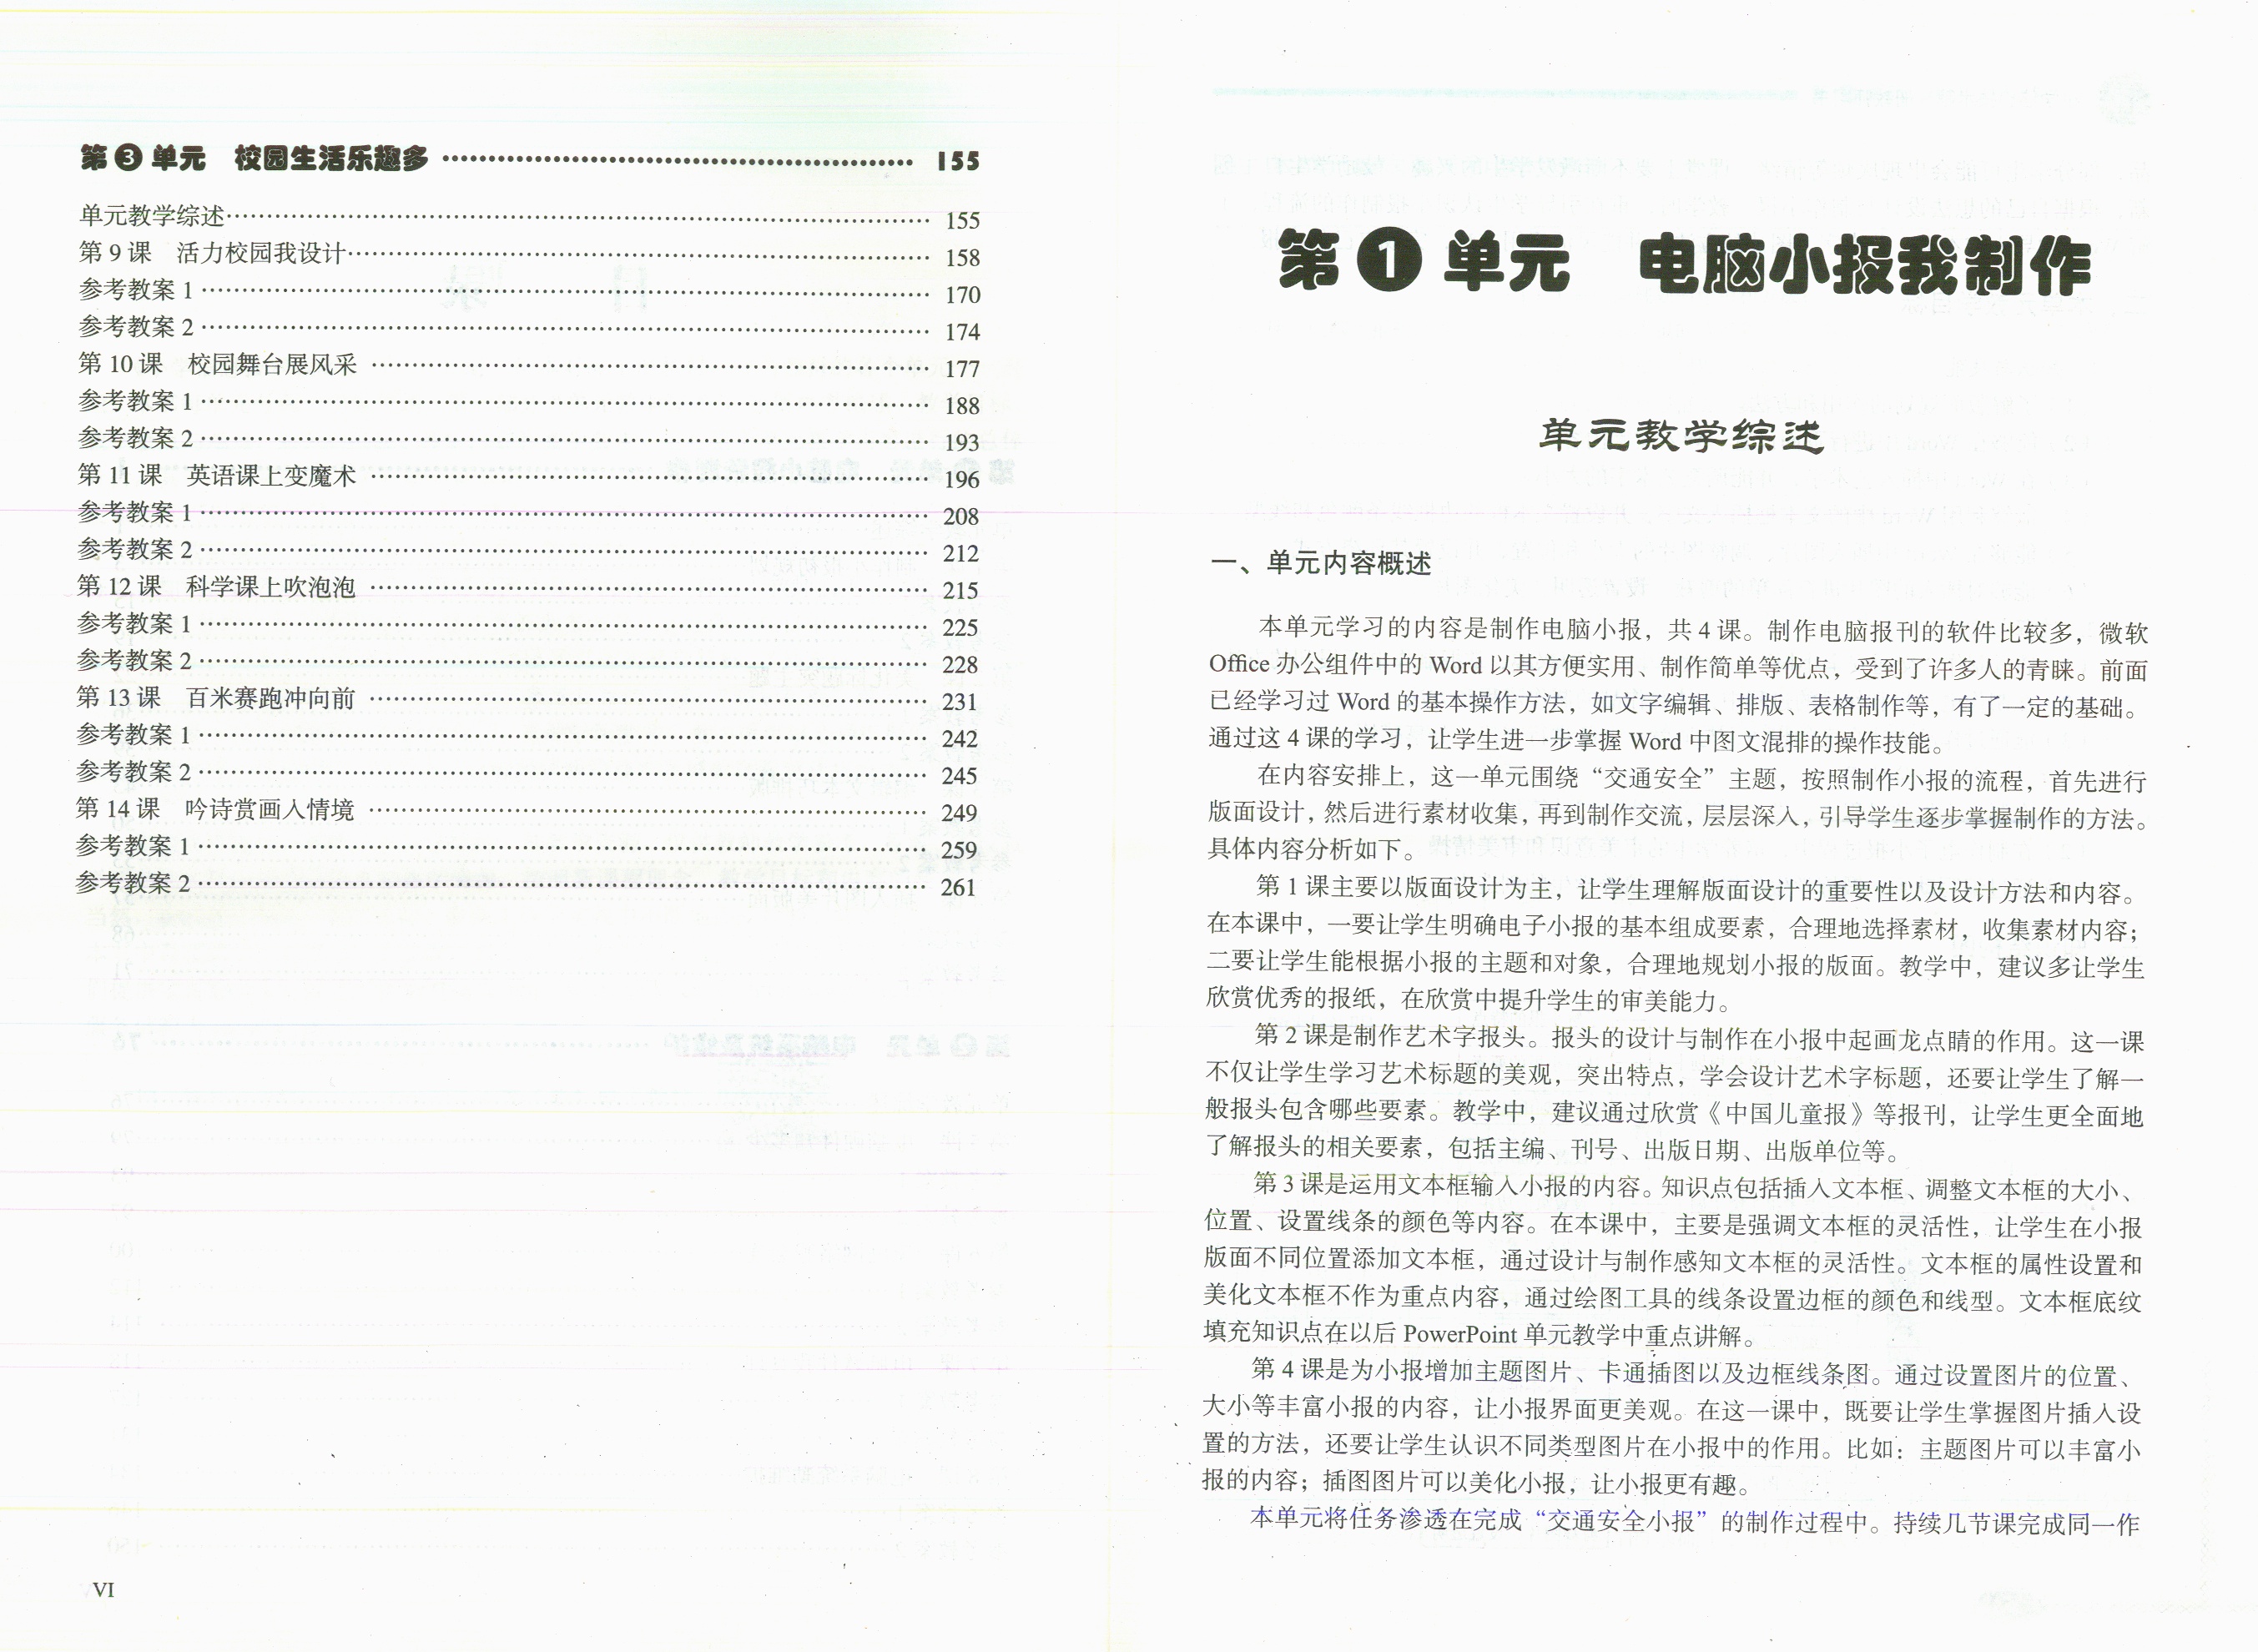 第3单元　校园生活乐趣多 …… 155
单元教学综述 …… 155
第 9 课　活力校园我设计 …… 158
参考教案 1 …… 170
参考教案 2 …… 174
第 10 课　校园舞台展风采 …… 177
参考教案 1 …… 188
参考教案 2 …… 193
第 11 课　英语课上变魔术 …… 196
参考教案 1 …… 208
参考教案 2 …… 212
第 12 课　科学课上吹泡泡 …… 215
参考教案 1 …… 225
参考教案 2 …… 228
第 13 课　百米赛跑冲向前 …… 231
参考教案 1 …… 242
参考教案 2 …… 245
第 14 课　吟诗赏画入情境 …… 249
参考教案 1 …… 259
参考教案 2 …… 261
VI
第1单元　电脑小报我制作
单元教学综述
一、单元内容概述
本单元学习的内容是制作电脑小报，共 4 课。制作电脑报刊的软件比较多，微软
Office 办公组件中的 Word 以其方便实用、制作简单等优点，受到了许多人的青睐。前面
已经学习过 Word 的基本操作方法，如文字编辑、排版、表格制作等，有了一定的基础。
通过这 4 课的学习，让学生进一步掌握 Word 中图文混排的操作技能。
在内容安排上，这一单元围绕“交通安全”主题，按照制作小报的流程，首先进行
版面设计，然后进行素材收集，再到制作交流，层层深入，引导学生逐步掌握制作的方法。
具体内容分析如下。
第 1 课主要以版面设计为主，让学生理解版面设计的重要性以及设计方法和内容。
在本课中，一要让学生明确电子小报的基本组成要素，合理地选择素材，收集素材内容；
二要让学生能根据小报的主题和对象，合理地规划小报的版面。教学中，建议多让学生
欣赏优秀的报纸，在欣赏中提升学生的审美能力。
第 2 课是制作艺术字报头。报头的设计与制作在小报中起画龙点睛的作用。这一课
不仅让学生学习艺术标题的美观，突出特点，学会设计艺术字标题，还要让学生了解一
般报头包含哪些要素。教学中，建议通过欣赏《中国儿童报》等报刊，让学生更全面地
了解报头的相关要素，包括主编、刊号、出版日期、出版单位等。
第 3 课是运用文本框输入小报的内容。知识点包括插入文本框、调整文本框的大小、
位置、设置线条的颜色等内容。在本课中，主要是强调文本框的灵活性，让学生在小报
版面不同位置添加文本框，通过设计与制作感知文本框的灵活性。文本框的属性设置和
美化文本框不作为重点内容，通过绘图工具的线条设置边框的颜色和线型。文本框底纹
填充知识点在以后 PowerPoint 单元教学中重点讲解。
第 4 课是为小报增加主题图片、卡通插图以及边框线条图。通过设置图片的位置、
大小等丰富小报的内容，让小报界面更美观。在这一课中，既要让学生掌握图片插入设
置的方法，还要让学生认识不同类型图片在小报中的作用。比如：主题图片可以丰富小
报的内容；插图图片可以美化小报，让小报更有趣。
本单元将任务渗透在完成“交通安全小报”的制作过程中。持续几节课完成同一作